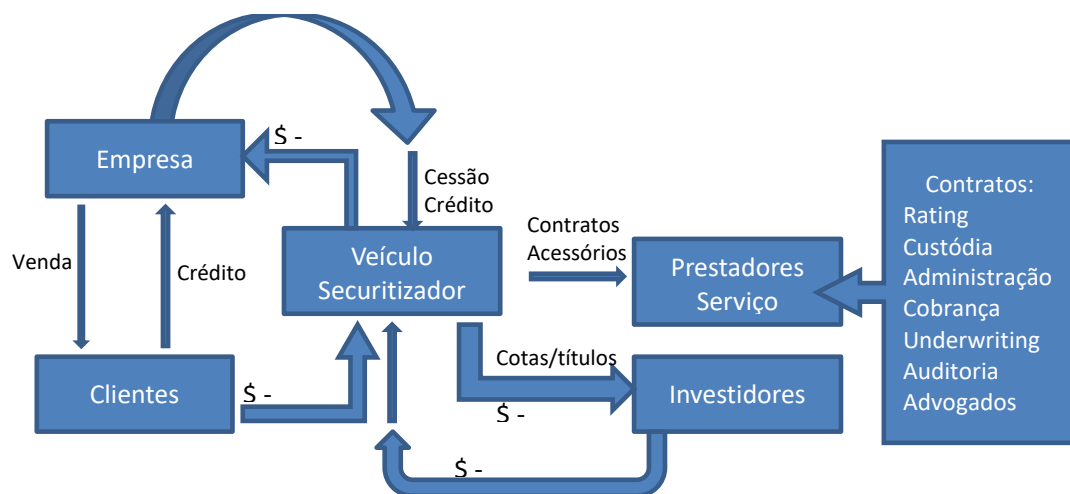 $ -
Empresa
Cessão
Crédito
Venda
Crédito
Veículo
Securitizador
Contratos
Acessórios
Prestadores
Serviço
Contratos:
Rating
Custódia
Administração
Cobrança
Underwriting
Auditoria
Advogados
Clientes
$ -
Cotas/títulos
$ -
Investidores
$ -